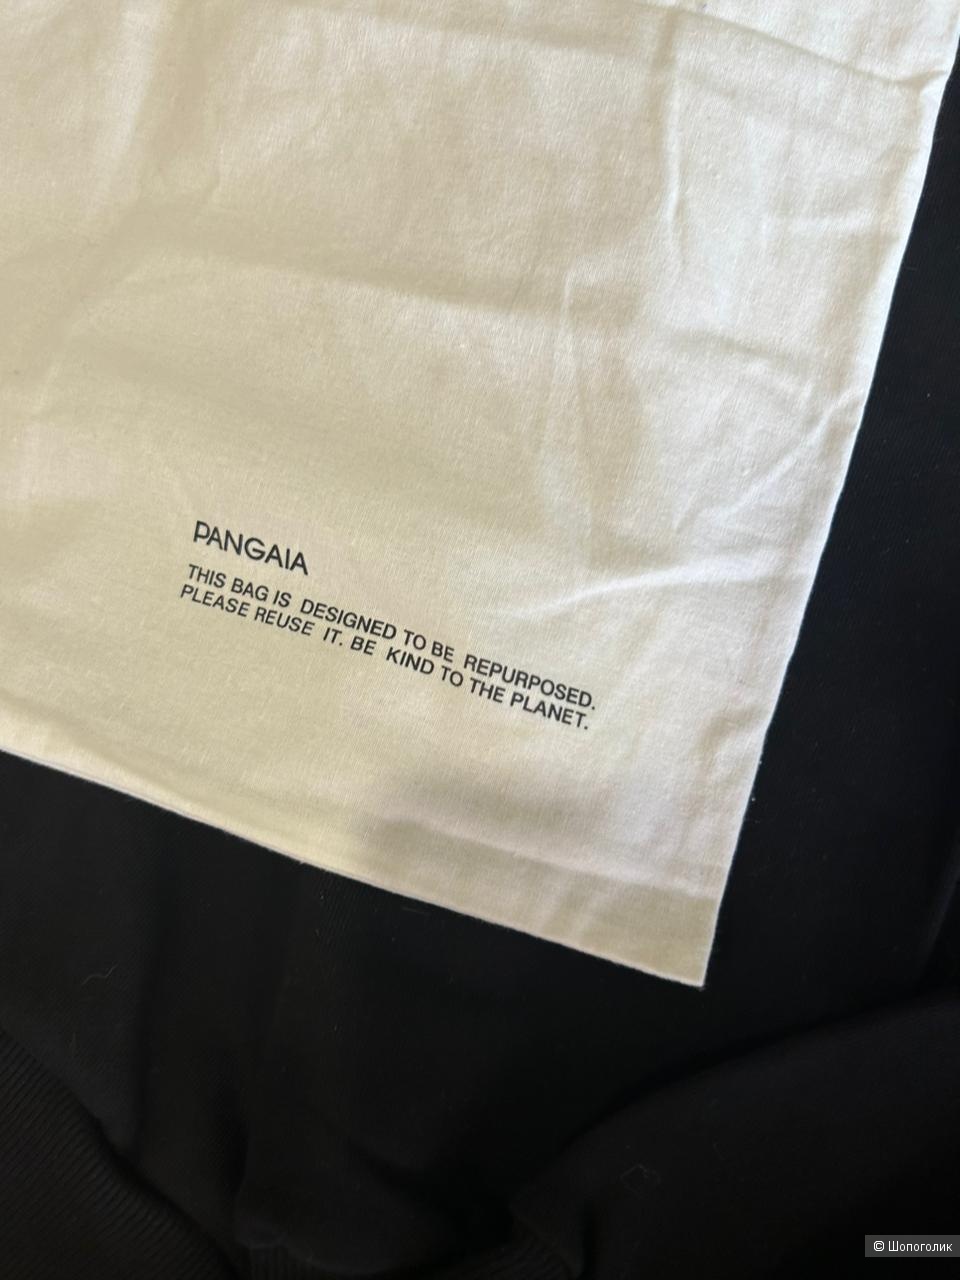 PANGAIA
THIS BAG IS DESIGNED TO BE REPURPOSED.
PLEASE REUSE IT. BE KIND TO THE PLANET.
© Шопоголик